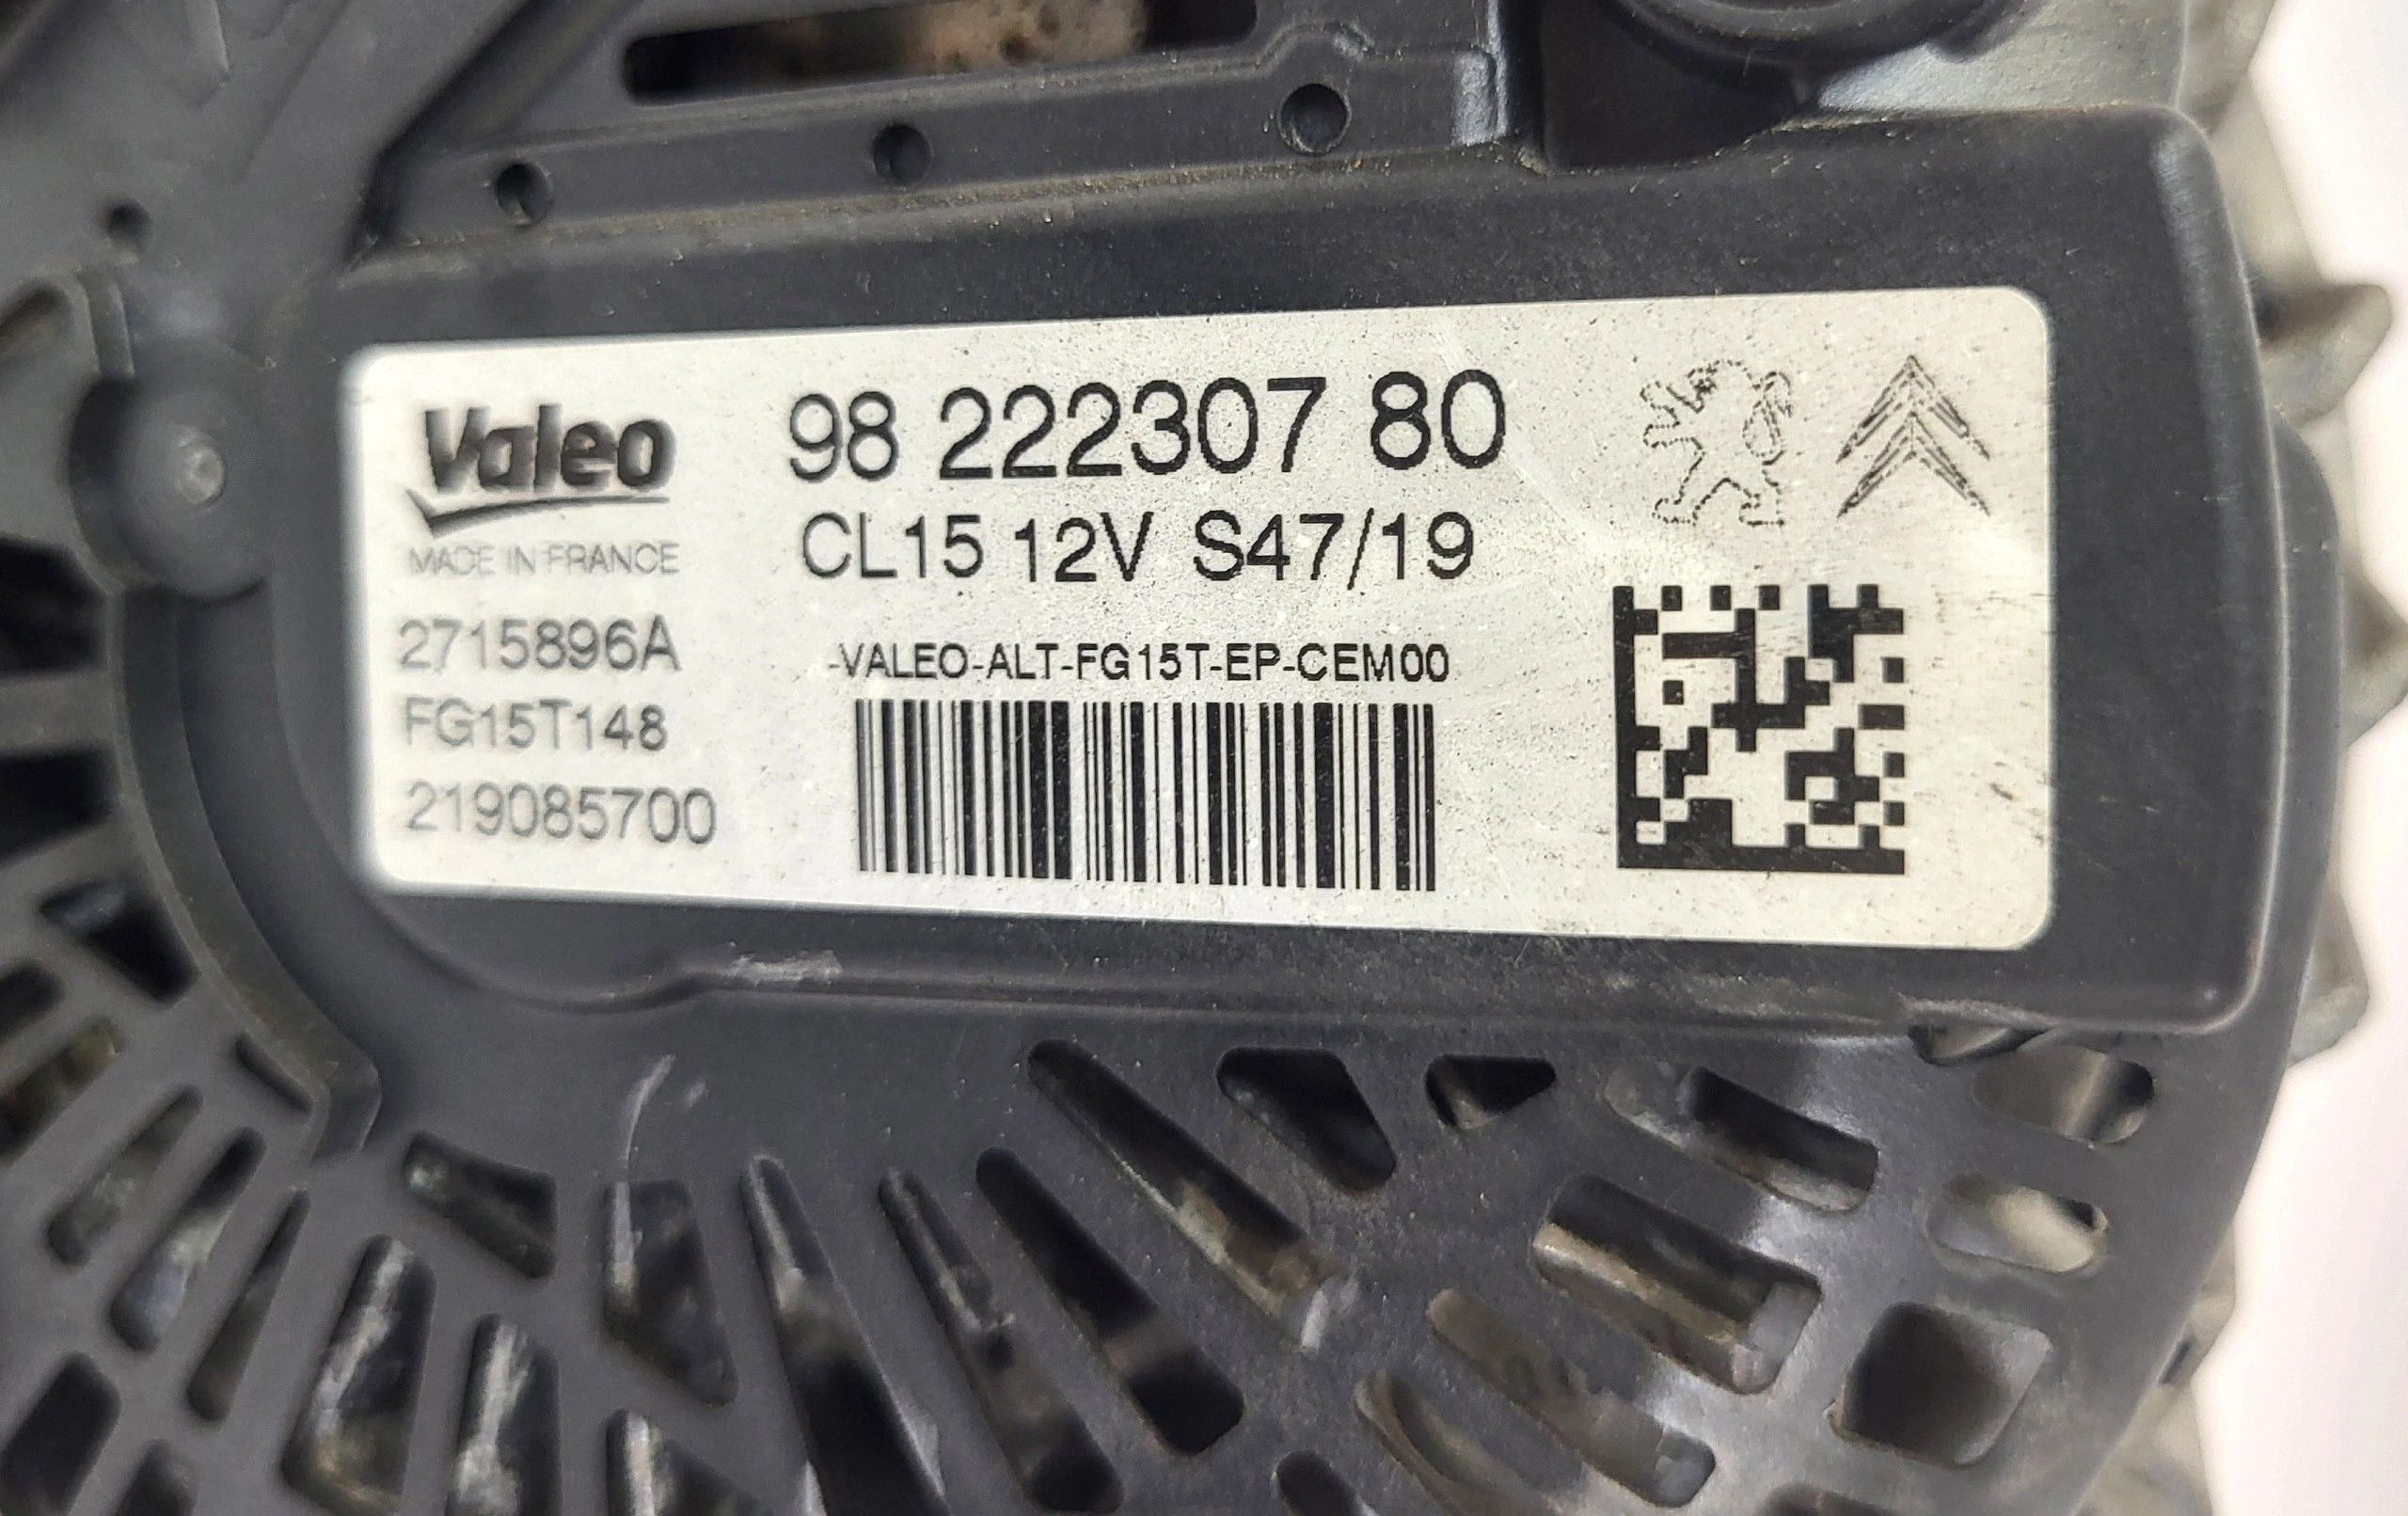 Valeo
MADE IN FRANCE
2715896A
FG15T148
219085700
98 222307 80
CL15 12V S47/19
-VALEO-ALT-FG15T-EP-CEM00